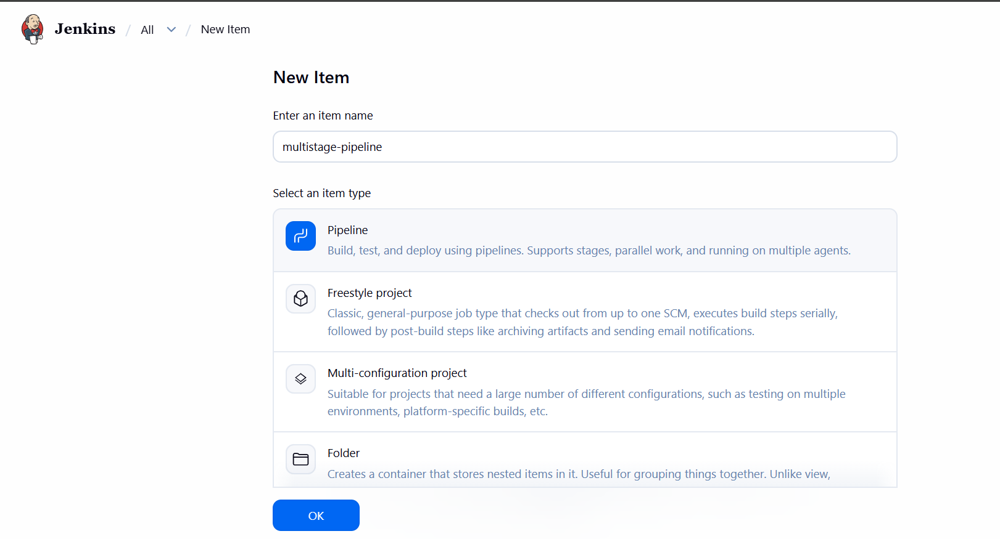 Jenkins / All / New Item
New Item
Enter an item name
multistage-pipeline
Select an item type
Pipeline
Build, test, and deploy using pipelines. Supports stages, parallel work, and running on multiple agents.
Freestyle project
Classic, general-purpose job type that checks out from up to one SCM, executes build steps serially,
followed by post-build steps like archiving artifacts and sending email notifications.
Multi-configuration project
Suitable for projects that need a large number of different configurations, such as testing on multiple
environments, platform-specific builds, etc.
Folder
Creates a container that stores nested items in it. Useful for grouping things together. Unlike view,
OK